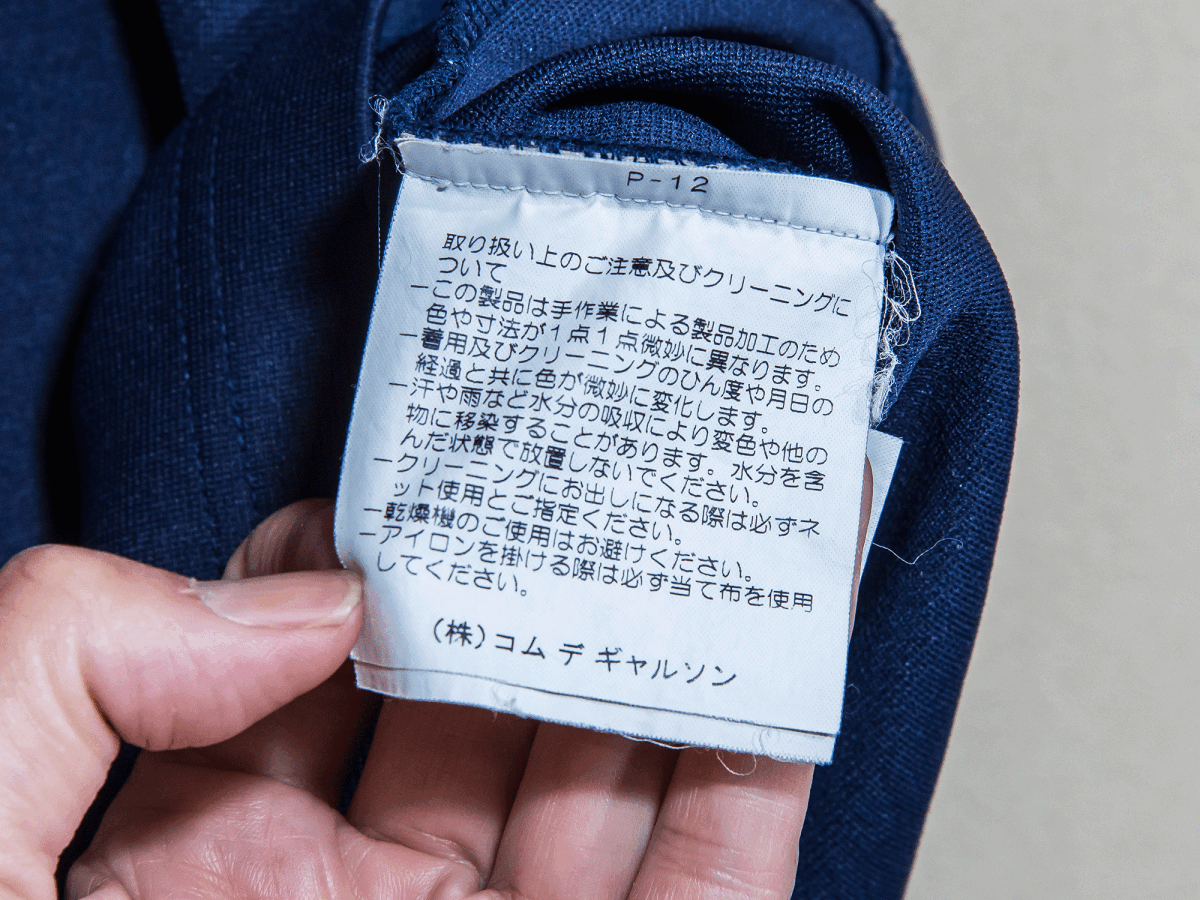 P-12
取り扱い上のご注意及びクリーニングに
ついて
ーこの製品は手作業による製品加工のため
色や寸法が1点1点微妙に異なります。
ー着用及びクリーニングのひん度や月日の
経過と共に色が微妙に変化します。
ー汗や雨など水分の吸収により変色や他の
物に移染することがあります。水分を含
んだ状態で放置しないでください。
ークリーニングにお出しになる際は必ずネ
ット使用とご指定ください。
ー乾燥機のご使用はお避けください。
ーアイロンを掛ける際は必ず当て布を使用
してください。
(株)コム デ ギャルソン